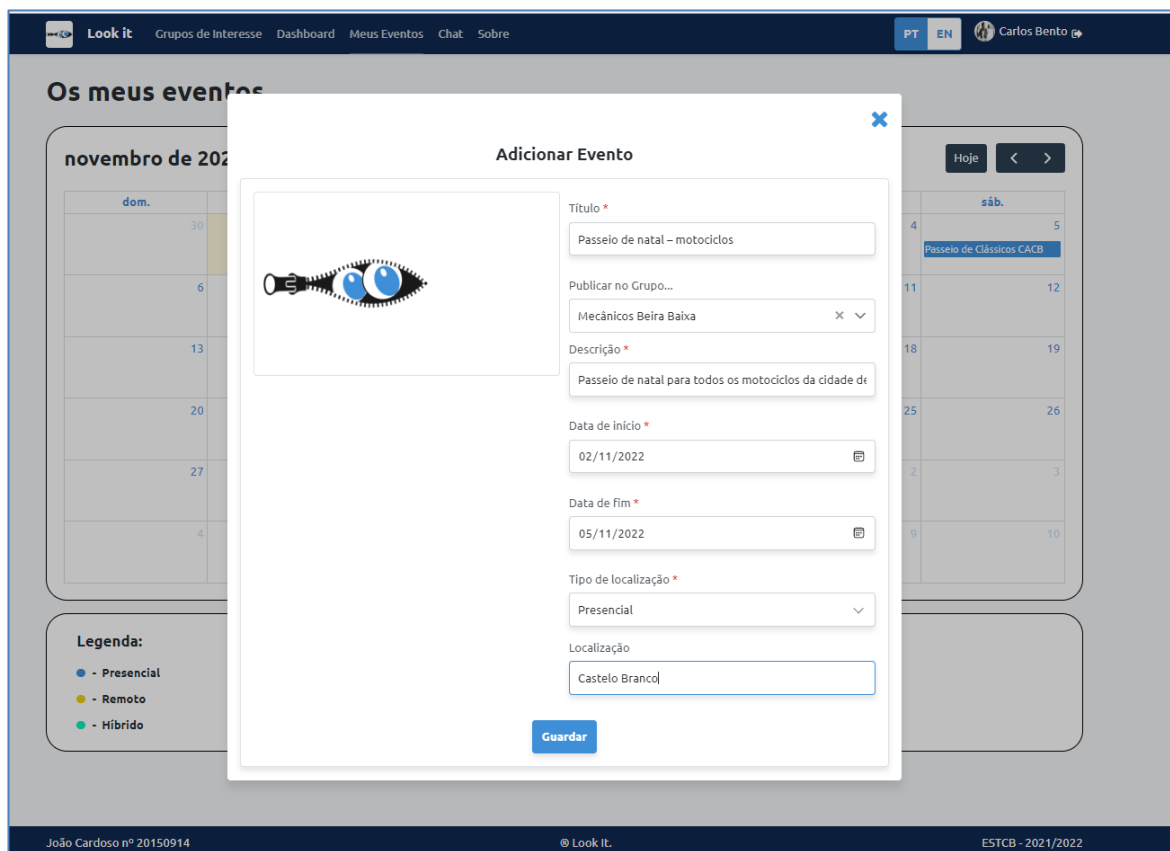 Look it Grupos de Interesse Dashboard Meus Eventos Chat Sobre PT EN Carlos Bento
Os meus eventos
Adicionar Evento
novembro de 202
Hoje
dom.
sáb.
30
4
5
Passeio de Clássicos CACB
6
11
12
13
18
19
20
25
26
27
2
3
4
9
10
Título *
Passeio de natal – motociclos
Publicar no Grupo...
Mecânicos Beira Baixa
Descrição *
Passeio de natal para todos os motociclos da cidade de
Data de início *
02/11/2022
Data de fim *
05/11/2022
Tipo de localização *
Presencial
Localização
Castelo Branco
Guardar
Legenda:
- Presencial
- Remoto
- Híbrido
João Cardoso nº 20150914
® Look It.
ESTCB - 2021/2022